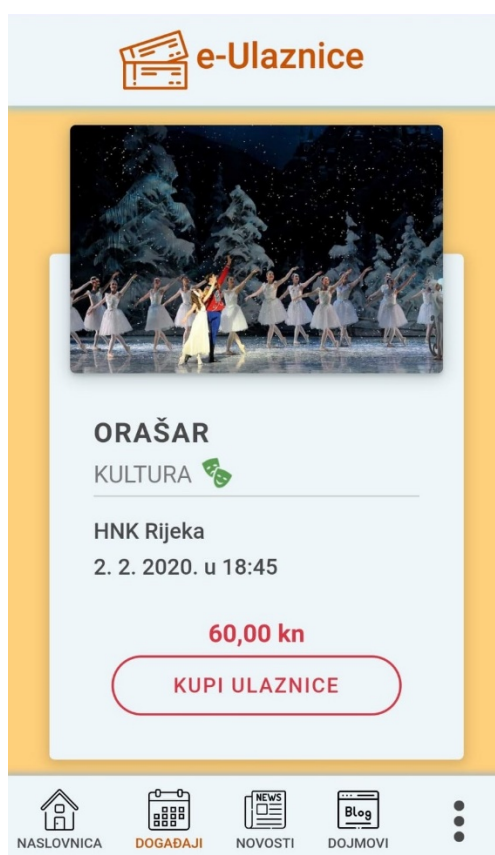 e-Ulaznice
ORAŠAR
KULTURA
HNK Rijeka
2. 2. 2020. u 18:45
60,00 kn
KUPI ULAZNICE
NEWS
Blog
NASLOVNICA
DOGAĐAJI
NOVOSTI
DOJMOVI